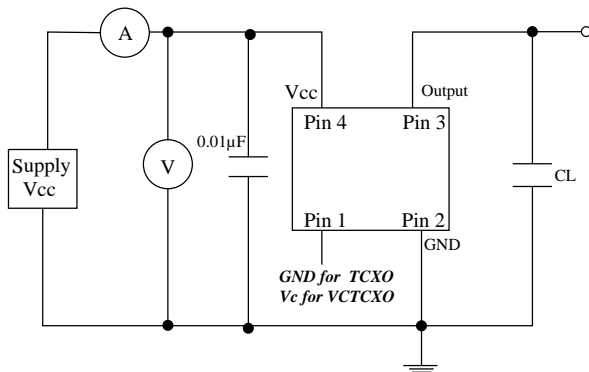 A
Vcc
Output
Pin 4
Pin 3
0.01µF
Supply
Vcc
V
CL
Pin 1
Pin 2
GND
GND for TCXO
Vc for VCTCXO